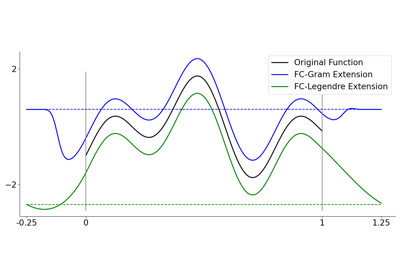 Original Function
FC-Gram Extension
FC-Legendre Extension
2
−2
-0.25
0
1
1.25